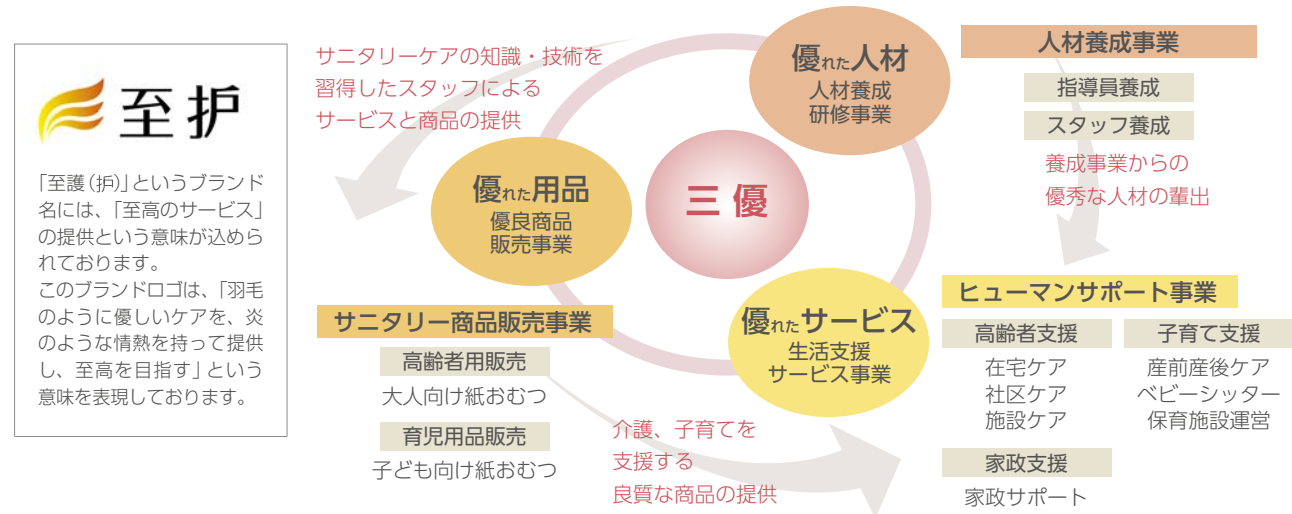 至护
「至護(护)」というブランド
名には、「至高のサービス」
の提供という意味が込めら
れております。
このブランドロゴは、「羽毛
のように優しいケアを、炎
のような情熱を持って提供
し、至高を目指す」という
意味を表現しております。
サニタリーケアの知識・技術を
習得したスタッフによる
サービスと商品の提供
優れた人材
人材養成
研修事業
三優
優れた用品
優良商品
販売事業
優れたサービス
生活支援
サービス事業
人材養成事業
指導員養成
スタッフ養成
養成事業からの
優秀な人材の輩出
サニタリー商品販売事業
高齢者用販売
大人向け紙おむつ
育児用品販売
子ども向け紙おむつ
介護、子育てを
支援する
良質な商品の提供
ヒューマンサポート事業
高齢者支援
在宅ケア
社区ケア
施設ケア
子育て支援
産前産後ケア
ベビーシッター
保育施設運営
家政支援
家政サポート